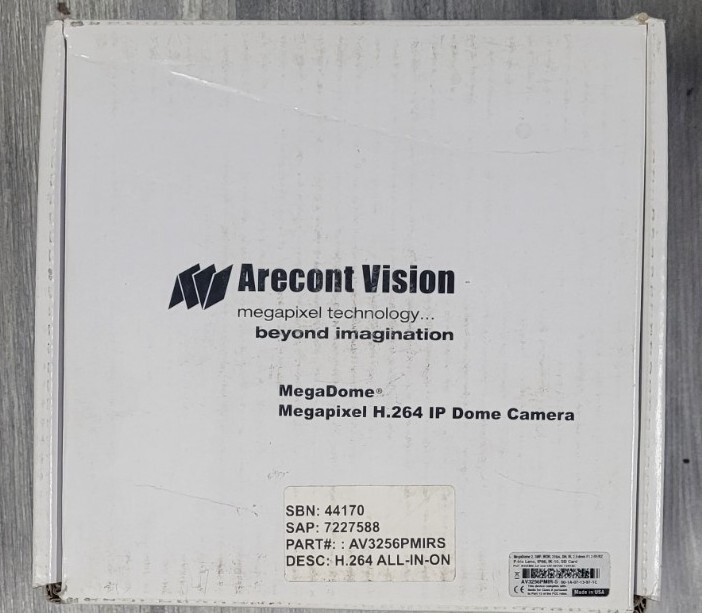 Arecont Vision
megapixel technology...
beyond imagination
MegaDome®
Megapixel H.264 IP Dome Camera
SBN: 44170
SAP: 7227588
PART#: : AV3256PMIRS
DESC: H.264 ALL-IN-ON
AV3256PMIR-S
Made in USA